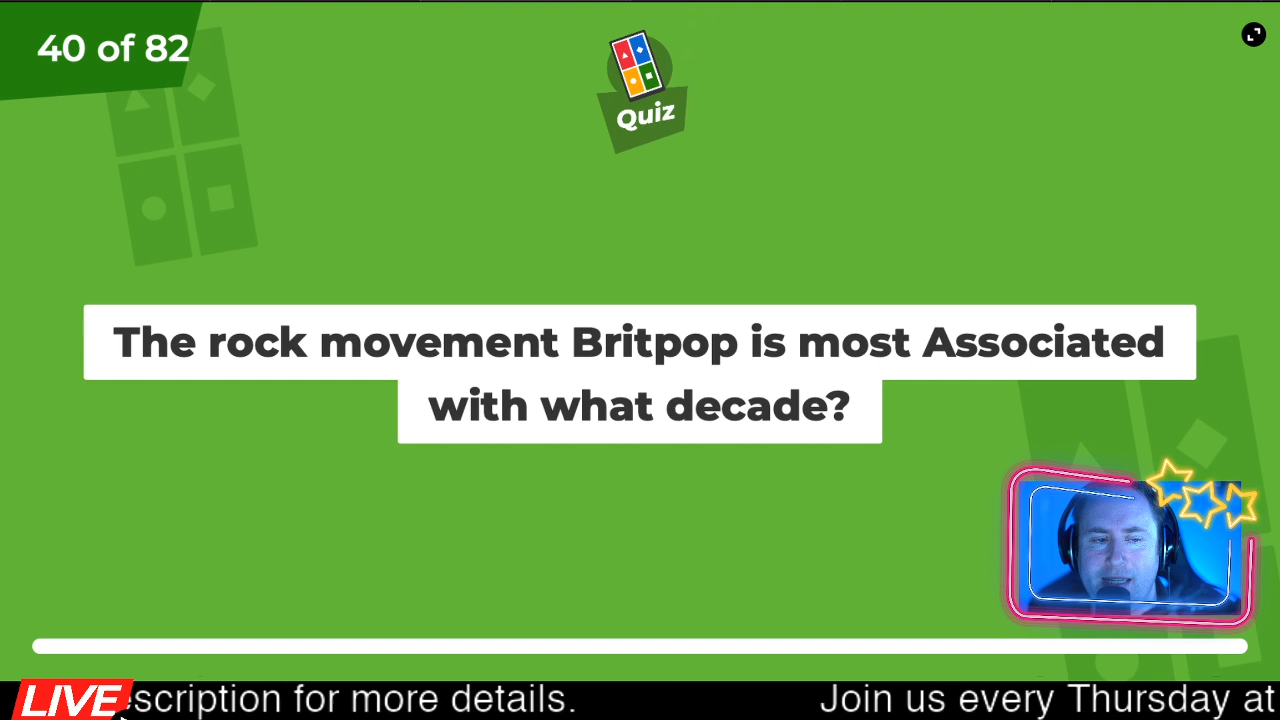 40 of 82
Quiz
The rock movement Britpop is most Associated
with what decade?
LIVE
escription for more details. Join us every Thursday at